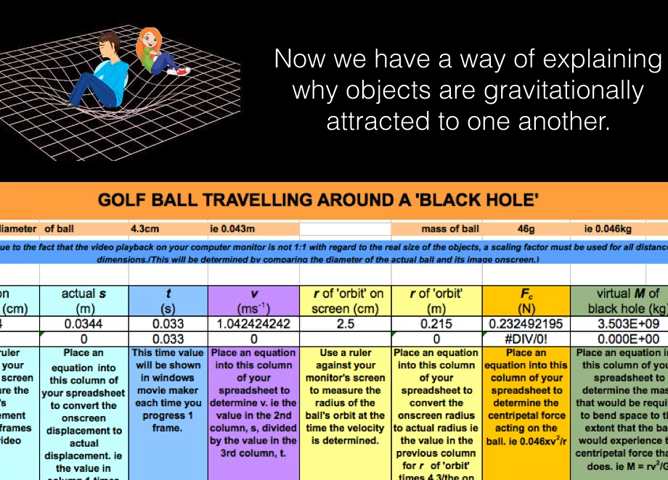 Now we have a way of explaining
why objects are gravitationally
attracted to one another.
GOLF BALL TRAVELLING AROUND A 'BLACK HOLE'
diameter of ball 4.3cm ie 0.043m mass of ball 46g ie 0.046kg
ue to the fact that the video playback on your computer monitor is not 1:1 with regard to the real size of the objects, a scaling factor must be used for all distance
dimensions.(This will be determined by comparing the diameter of the actual ball and its image onscreen.)
on actual s t v r of 'orbit' on r of 'orbit' Fc virtual M of
(cm) (m) (s) (ms⁻¹) screen (cm) (m) (N) black hole (kg)
4 0.0344 0.033 1.042424242 2.5 0.215 0.232492195 3.503E+09
0 0.033 0 0 #DIV/0! 0.000E+00
ruler
your
screen
ure the
's
ement
frames
video
Place an
equation into
this column of
your spreadsheet
to convert the
onscreen
displacement to
actual
displacement. ie
the value in
column 1 times
This time value
will be shown
in windows
movie maker
each time you
progress 1
frame.
Place an equation
into this column
of your
spreadsheet to
determine v. ie the
value in the 2nd
column, s, divided
by the value in the
3rd column, t.
Use a ruler
against your
monitor's screen
to measure the
radius of the
ball's orbit at the
time the velocity
is determined.
Place an equation
into this column
of your
spreadsheet to
convert the
onscreen radius
to actual radius ie
the value in the
previous column
for r of 'orbit'
times 4.3/the on
Place an
equation into this
column of your
spreadsheet to
determine the
centripetal force
acting on the
ball. ie 0.046xv²/r
Place an equation in
this column of you
spreadsheet to
determine the mas
that would be requi
to bend space to th
extent that the ba
would experience t
centripetal force tha
does. ie M = rv²/G